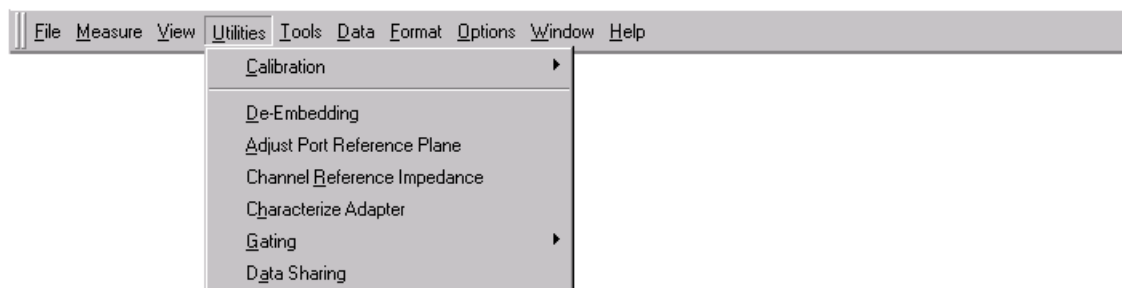 File Measure View Utilities Tools Data Format Options Window Help
Calibration
De-Embedding
Adjust Port Reference Plane
Channel Reference Impedance
Characterize Adapter
Gating
Data Sharing